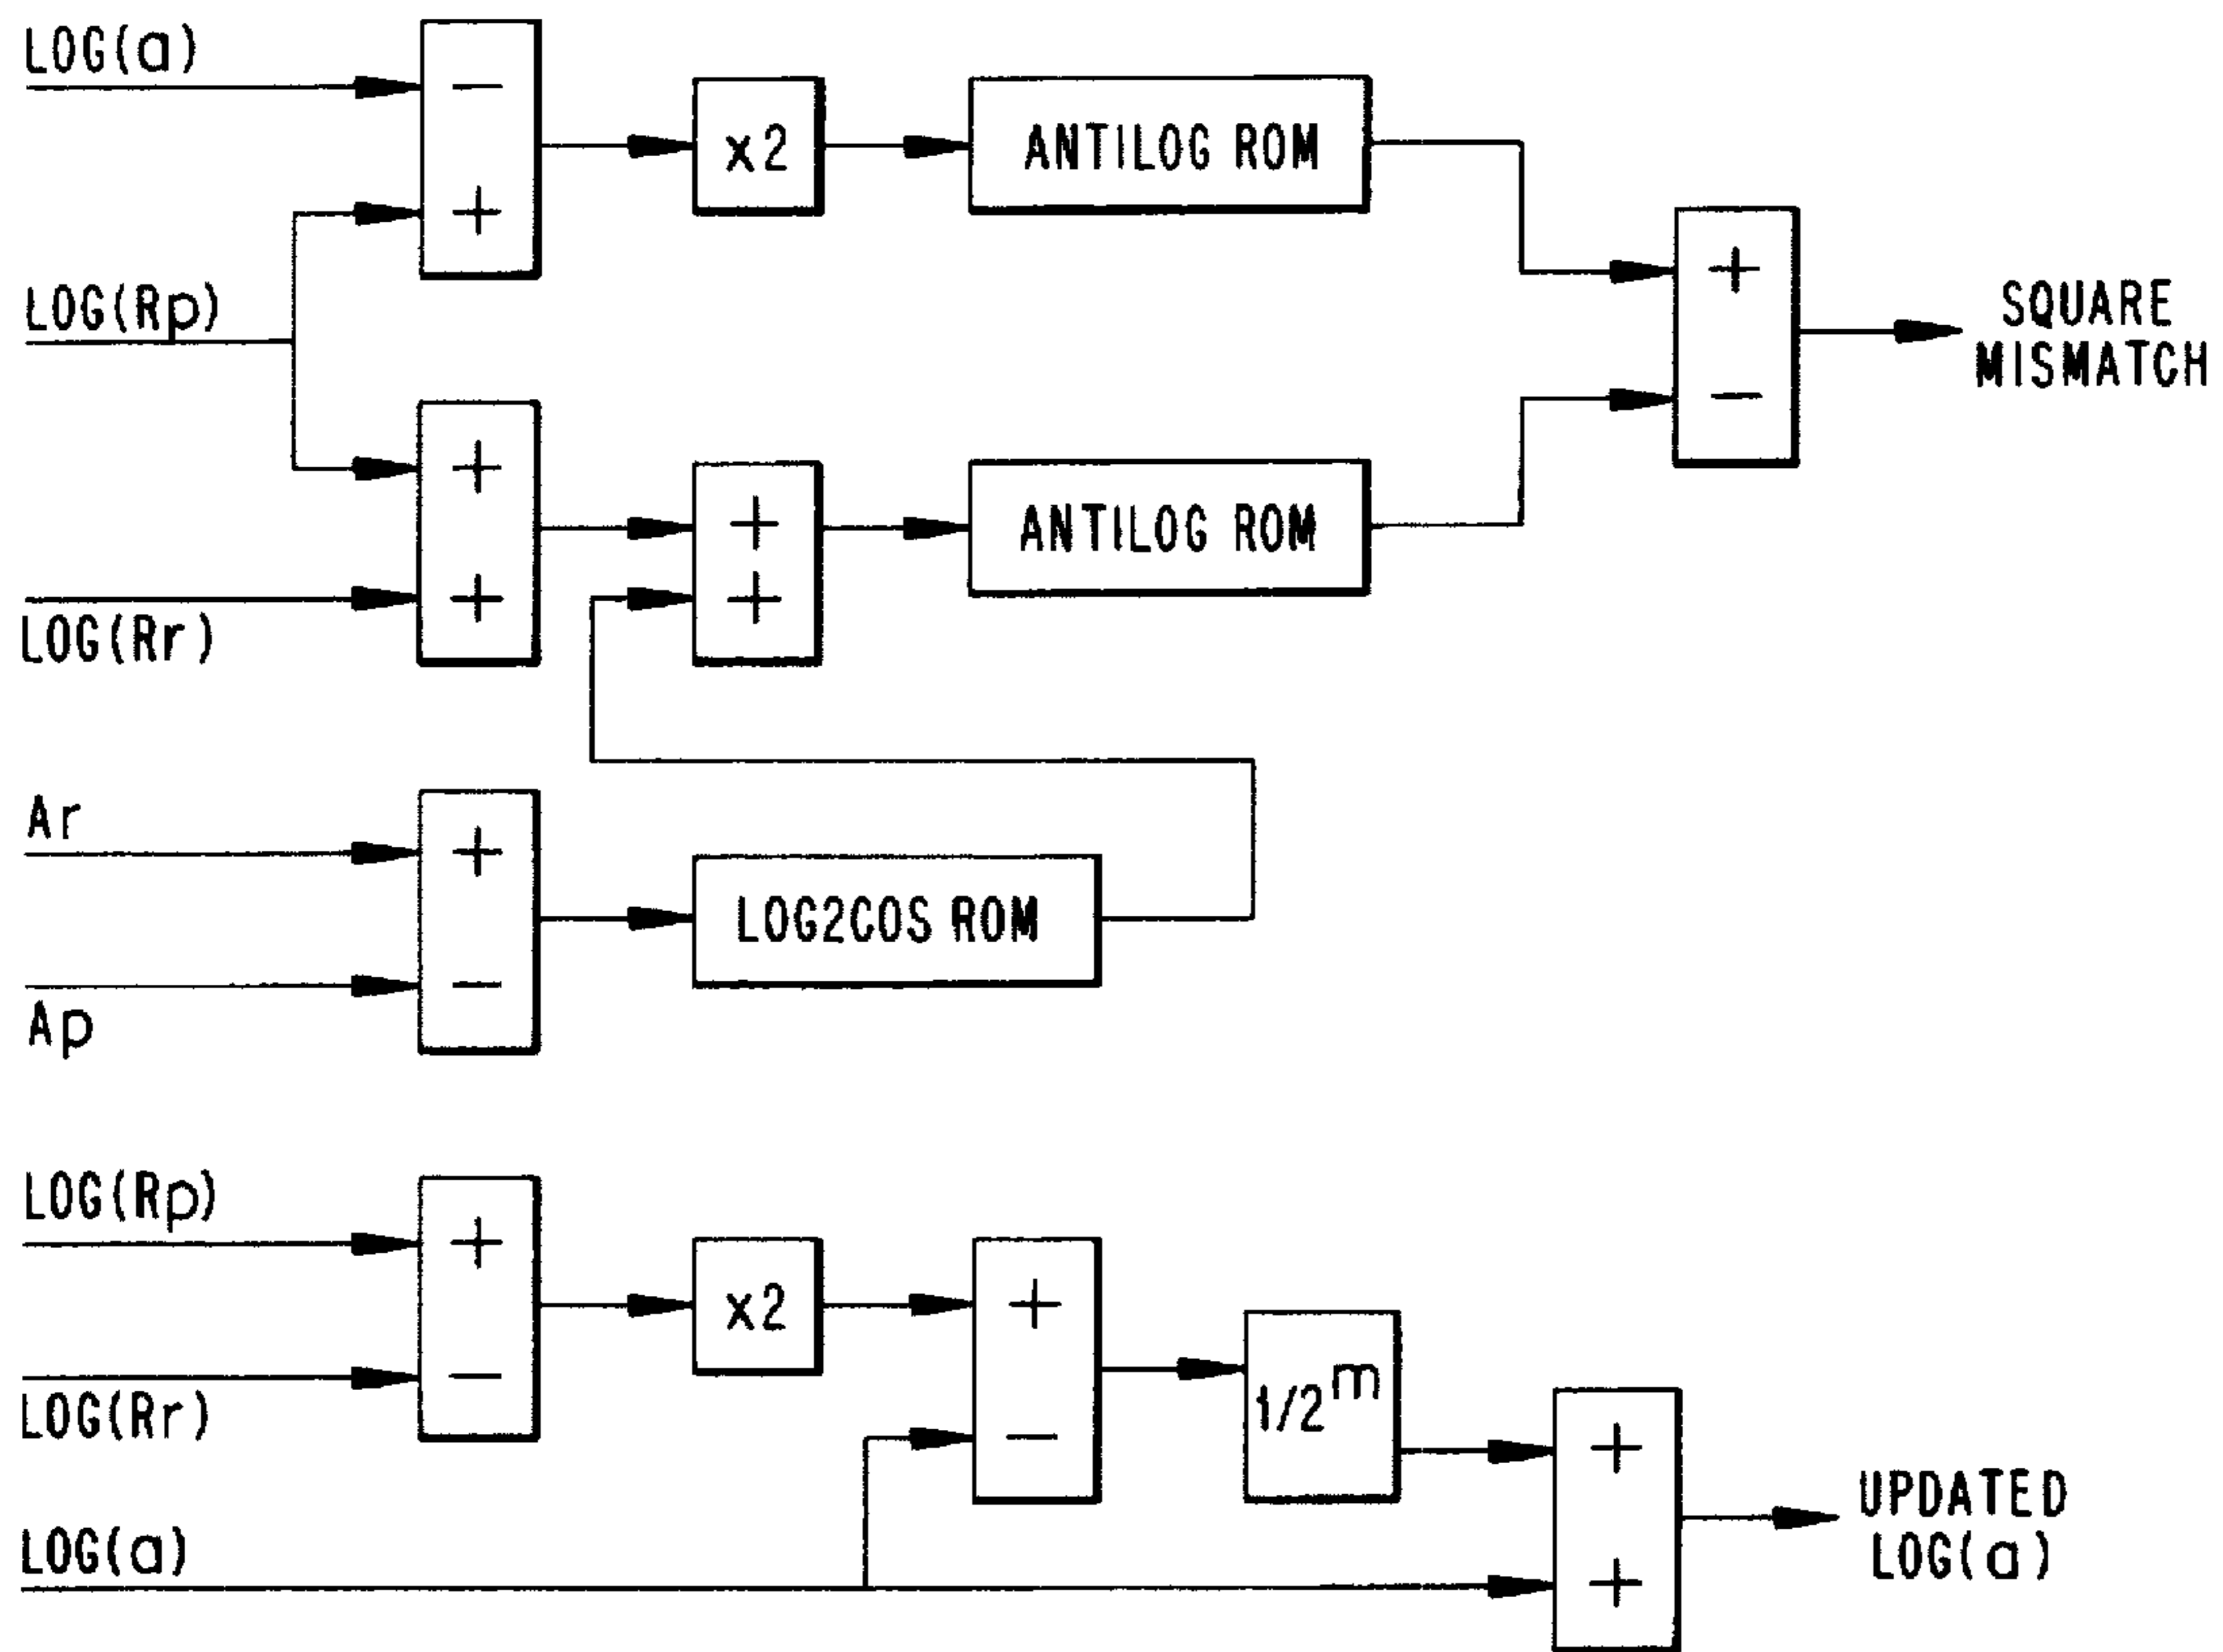 LOG(a)
−
x2
ANTILOG ROM
+
LOG(Rp)
+
−
SQUARE
MISMATCH
+
+
LOG(Rr)
+
+
ANTILOG ROM
Ar
+
−
Ap
LOG2COS ROM
LOG(Rp)
+
−
LOG(Rr)
x2
+
−
1/2^m
LOG(a)
+
+
UPDATED
LOG(a)